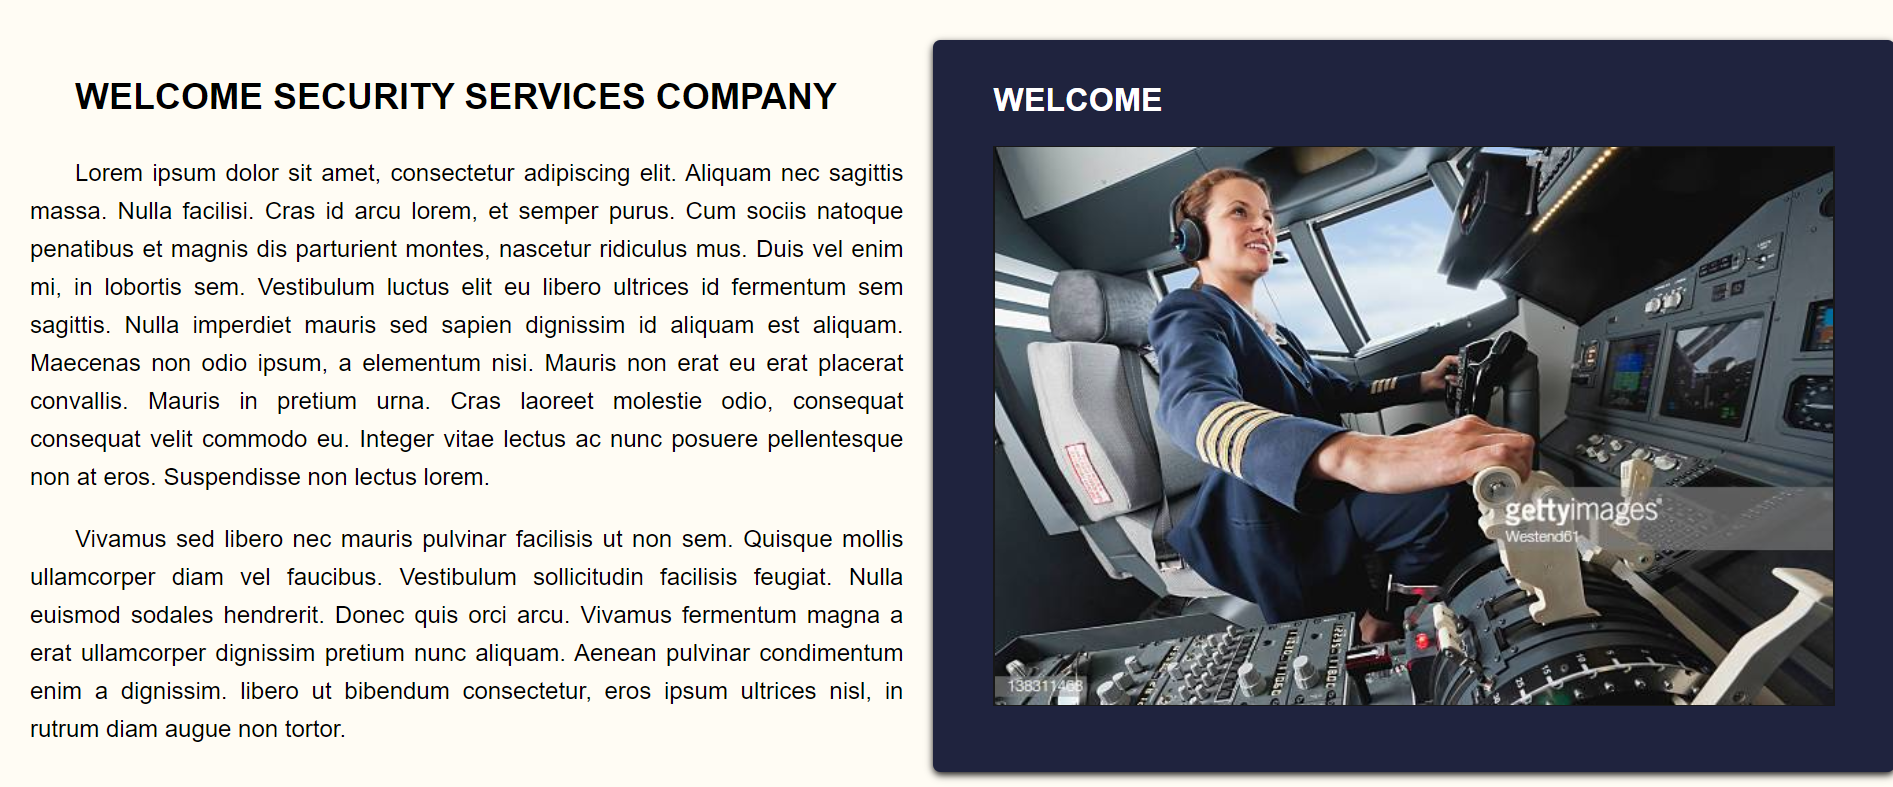 WELCOME SECURITY SERVICES COMPANY
Lorem ipsum dolor sit amet, consectetur adipiscing elit. Aliquam nec sagittis
massa. Nulla facilisi. Cras id arcu lorem, et semper purus. Cum sociis natoque
penatibus et magnis dis parturient montes, nascetur ridiculus mus. Duis vel enim
mi, in lobortis sem. Vestibulum luctus elit eu libero ultrices id fermentum sem
sagittis. Nulla imperdiet mauris sed sapien dignissim id aliquam est aliquam.
Maecenas non odio ipsum, a elementum nisi. Mauris non erat eu erat placerat
convallis. Mauris in pretium urna. Cras laoreet molestie odio, consequat
consequat velit commodo eu. Integer vitae lectus ac nunc posuere pellentesque
non at eros. Suspendisse non lectus lorem.
Vivamus sed libero nec mauris pulvinar facilisis ut non sem. Quisque mollis
ullamcorper diam vel faucibus. Vestibulum sollicitudin facilisis feugiat. Nulla
euismod sodales hendrerit. Donec quis orci arcu. Vivamus fermentum magna a
erat ullamcorper dignissim pretium nunc aliquam. Aenean pulvinar condimentum
enim a dignissim. libero ut bibendum consectetur, eros ipsum ultrices nisl, in
rutrum diam augue non tortor.
WELCOME
gettyimages
Westend61
138311468